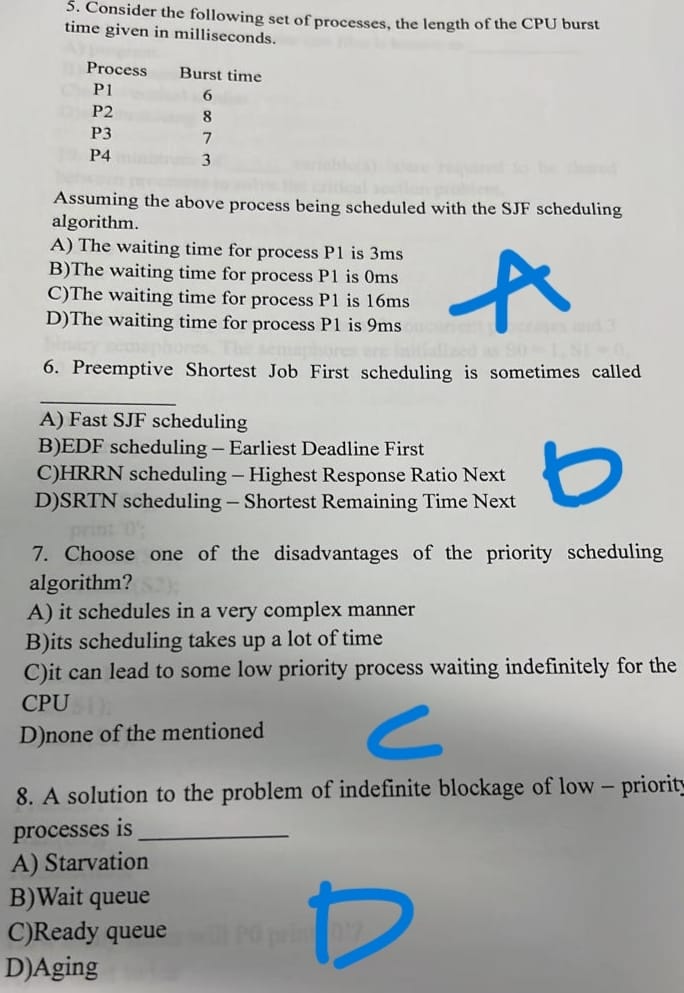 5. Consider the following set of processes, the length of the CPU burst
time given in milliseconds.
Process Burst time
P1 6
P2 8
P3 7
P4 3
Assuming the above process being scheduled with the SJF scheduling
algorithm.
A) The waiting time for process P1 is 3ms
B)The waiting time for process P1 is 0ms
C)The waiting time for process P1 is 16ms
D)The waiting time for process P1 is 9ms
A
6. Preemptive Shortest Job First scheduling is sometimes called
____________
A) Fast SJF scheduling
B)EDF scheduling – Earliest Deadline First
C)HRRN scheduling – Highest Response Ratio Next
D)SRTN scheduling – Shortest Remaining Time Next
D
7. Choose one of the disadvantages of the priority scheduling
algorithm?
A) it schedules in a very complex manner
B)its scheduling takes up a lot of time
C)it can lead to some low priority process waiting indefinitely for the
CPU
D)none of the mentioned
C
8. A solution to the problem of indefinite blockage of low – priority
processes is ____________
A) Starvation
B)Wait queue
C)Ready queue
D)Aging
D